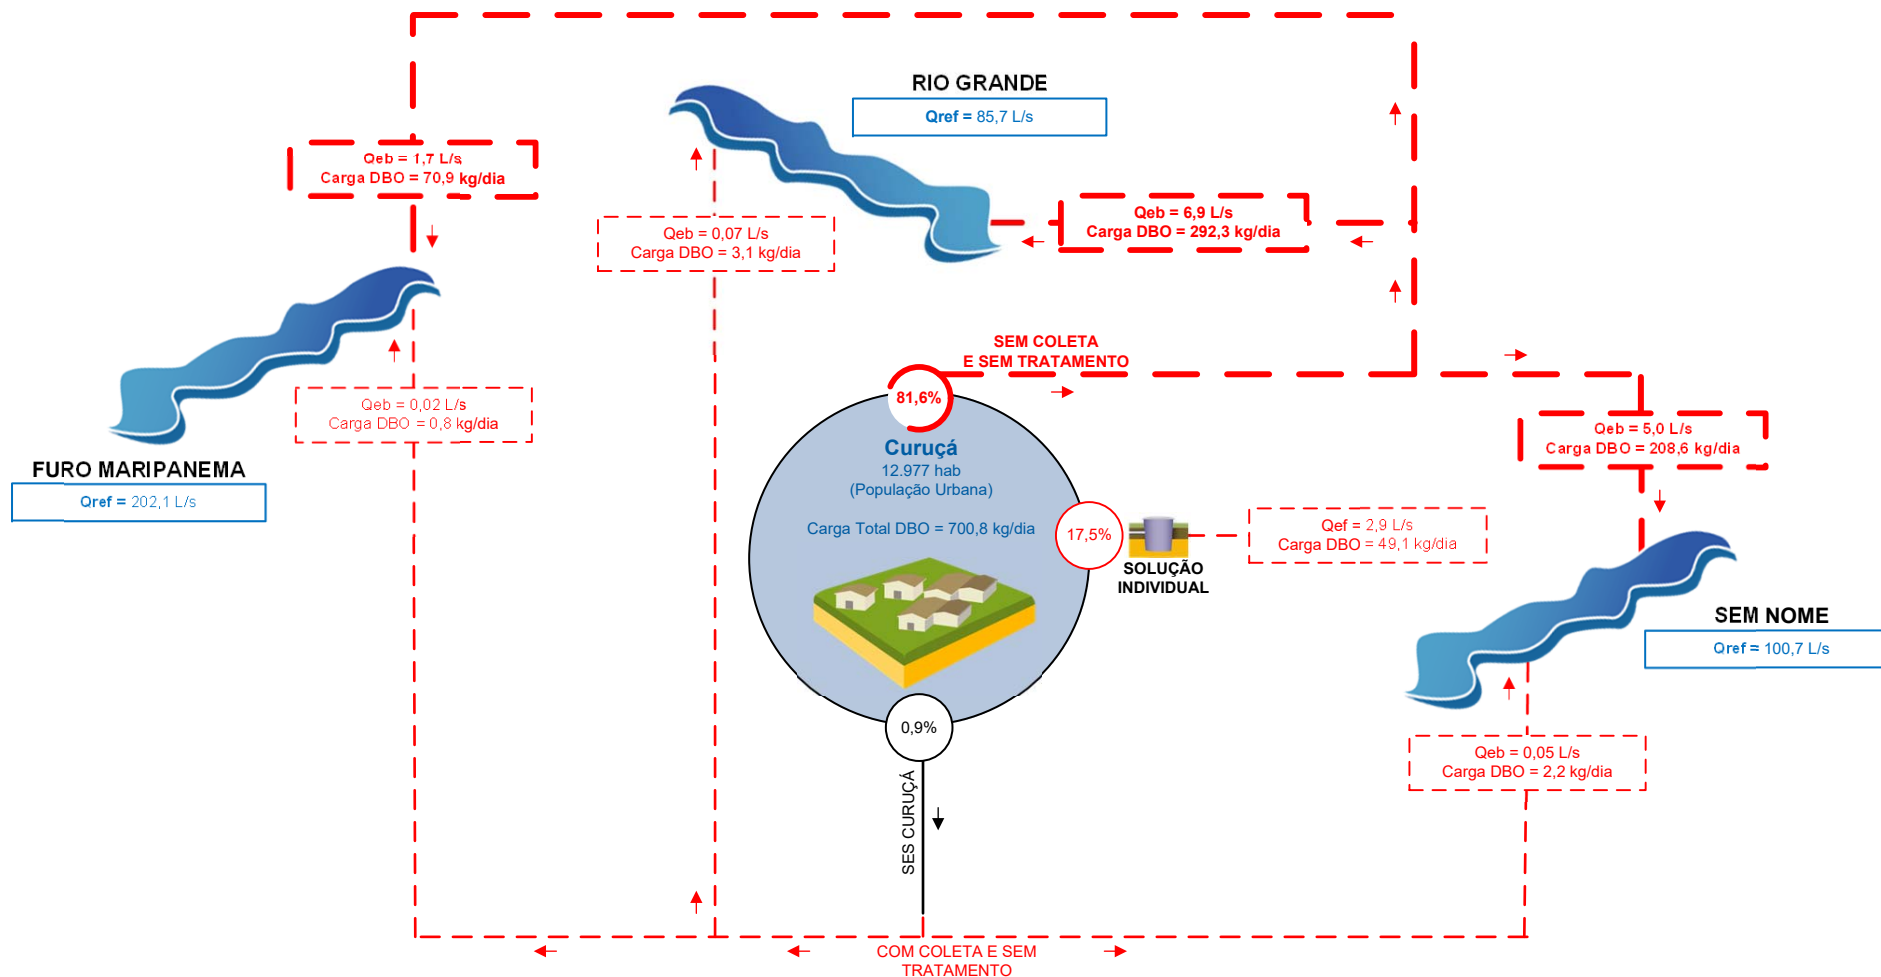 RIO GRANDE
Qref = 85,7 L/s
Qeb = 1,7 L/s
Carga DBO = 70,9 kg/dia
Qeb = 0,07 L/s
Carga DBO = 3,1 kg/dia
Qeb = 6,9 L/s
Carga DBO = 292,3 kg/dia
SEM COLETA
E SEM TRATAMENTO
Qeb = 0,02 L/s
Carga DBO = 0,8 kg/dia
81,6%
Qeb = 5,0 L/s
Carga DBO = 208,6 kg/dia
FURO MARIPANEMA
Qref = 202,1 L/s
Curuçá
12.977 hab
(População Urbana)
Carga Total DBO = 700,8 kg/dia
17,5%
SOLUÇÃO
INDIVIDUAL
Qef = 2,9 L/s
Carga DBO = 49,1 kg/dia
SEM NOME
Qref = 100,7 L/s
0,9%
SES CURUÇÁ
Qeb = 0,05 L/s
Carga DBO = 2,2 kg/dia
COM COLETA E SEM
TRATAMENTO